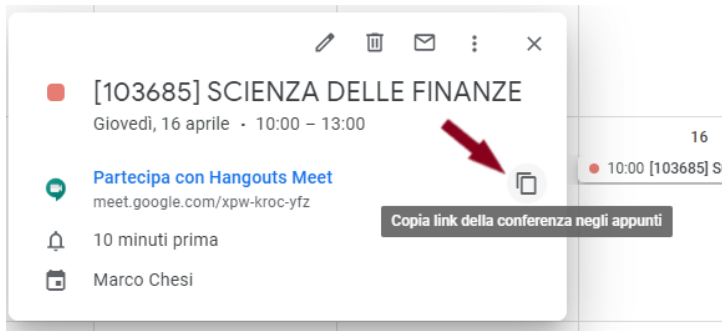 [103685] SCIENZA DELLE FINANZE
Giovedì, 16 aprile • 10:00 – 13:00
16
10:00 [103685] S
Partecipa con Hangouts Meet
meet.google.com/xpw-kroc-yfz
Copia link della conferenza negli appunti
10 minuti prima
Marco Chesi